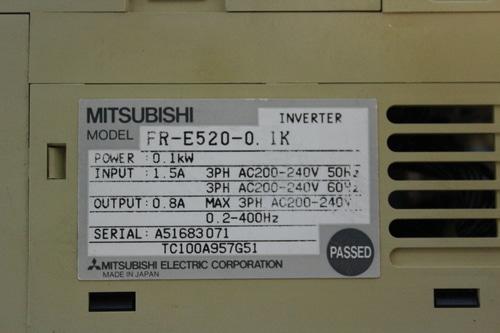 MITSUBISHI INVERTER
MODEL FR-E520-0.1K
POWER : 0.1kW
INPUT : 1.5A 3PH AC200-240V 50Hz
3PH AC200-240V 60Hz
OUTPUT: 0.8A MAX 3PH AC200-240V
0.2-400Hz
SERIAL: A51683071
TC100A957G51
PASSED
MITSUBISHI ELECTRIC CORPORATION
MADE IN JAPAN